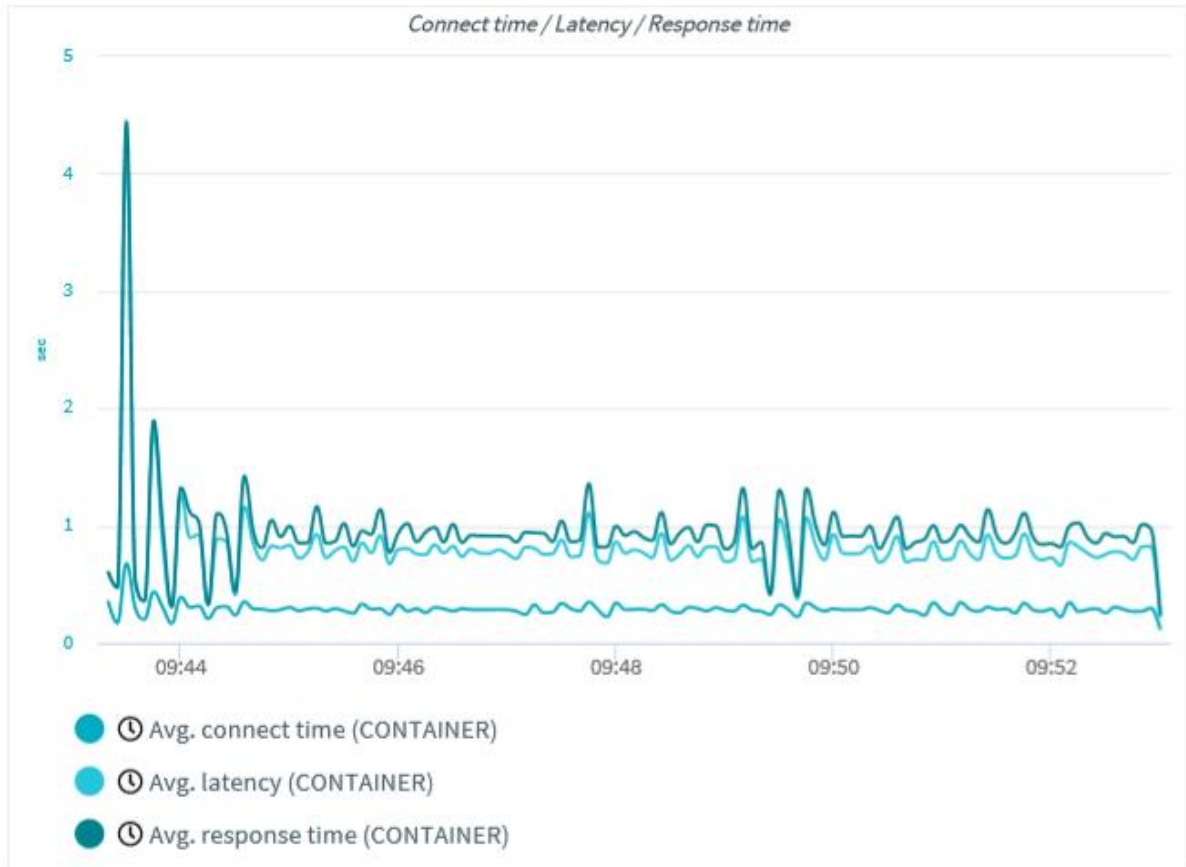 Connect time / Latency / Response time
5
4
3
sec
2
1
0
09:44 09:46 09:48 09:50 09:52
Avg. connect time (CONTAINER)
Avg. latency (CONTAINER)
Avg. response time (CONTAINER)